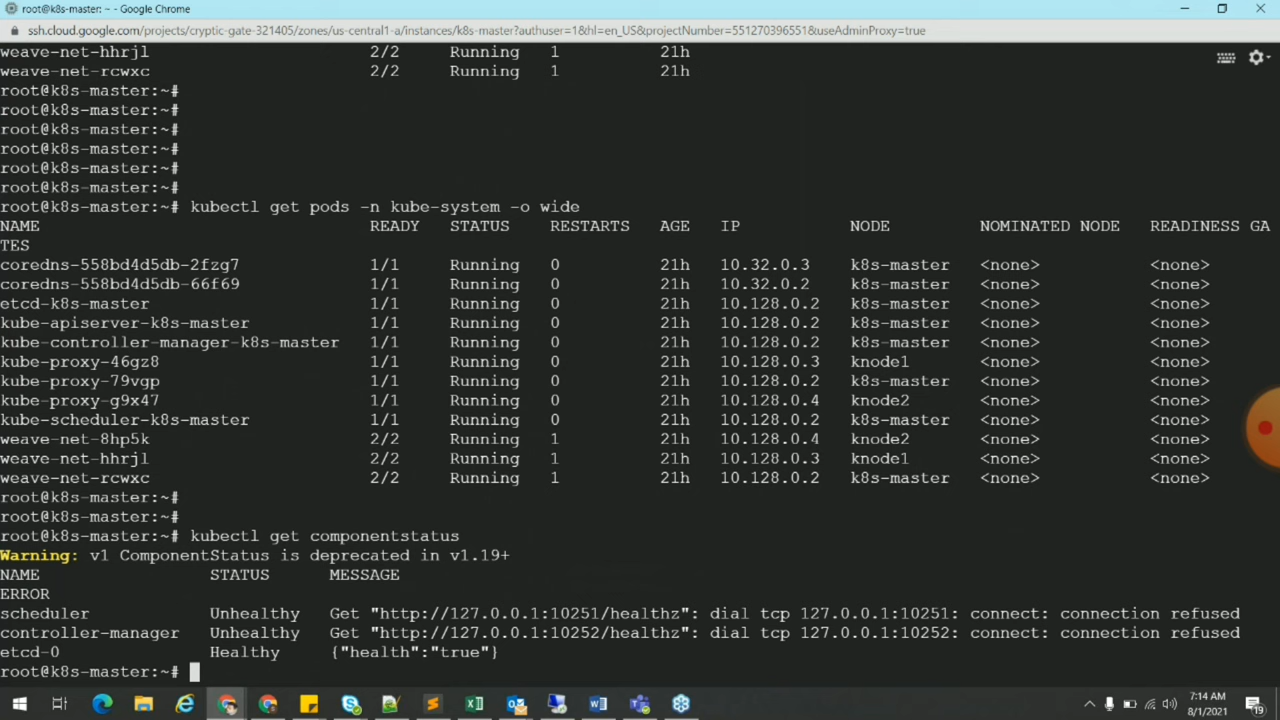 root@k8s-master: ~ - Google Chrome
ssh.cloud.google.com/projects/cryptic-gate-321405/zones/us-central1-a/instances/k8s-master?authuser=1&hl=en_US&projectNumber=551270396551&useAdminProxy=true
weave-net-hhrjl 2/2 Running 1 21h
weave-net-rcwxc 2/2 Running 1 21h
root@k8s-master:~#
root@k8s-master:~#
root@k8s-master:~#
root@k8s-master:~#
root@k8s-master:~#
root@k8s-master:~#
root@k8s-master:~# kubectl get pods -n kube-system -o wide
NAME READY STATUS RESTARTS AGE IP NODE NOMINATED NODE READINESS GA
TES
coredns-558bd4d5db-2fzg7 1/1 Running 0 21h 10.32.0.3 k8s-master <none> <none>
coredns-558bd4d5db-66f69 1/1 Running 0 21h 10.32.0.2 k8s-master <none> <none>
etcd-k8s-master 1/1 Running 0 21h 10.128.0.2 k8s-master <none> <none>
kube-apiserver-k8s-master 1/1 Running 0 21h 10.128.0.2 k8s-master <none> <none>
kube-controller-manager-k8s-master 1/1 Running 0 21h 10.128.0.2 k8s-master <none> <none>
kube-proxy-46gz8 1/1 Running 0 21h 10.128.0.3 knode1 <none> <none>
kube-proxy-79vgp 1/1 Running 0 21h 10.128.0.2 k8s-master <none> <none>
kube-proxy-g9x47 1/1 Running 0 21h 10.128.0.4 knode2 <none> <none>
kube-scheduler-k8s-master 1/1 Running 0 21h 10.128.0.2 k8s-master <none> <none>
weave-net-8hp5k 2/2 Running 1 21h 10.128.0.4 knode2 <none> <none>
weave-net-hhrjl 2/2 Running 1 21h 10.128.0.3 knode1 <none> <none>
weave-net-rcwxc 2/2 Running 1 21h 10.128.0.2 k8s-master <none> <none>
root@k8s-master:~#
root@k8s-master:~#
root@k8s-master:~# kubectl get componentstatus
Warning: v1 ComponentStatus is deprecated in v1.19+
NAME STATUS MESSAGE
ERROR
scheduler Unhealthy Get "http://127.0.0.1:10251/healthz": dial tcp 127.0.0.1:10251: connect: connection refused
controller-manager Unhealthy Get "http://127.0.0.1:10252/healthz": dial tcp 127.0.0.1:10252: connect: connection refused
etcd-0 Healthy {"health":"true"}
root@k8s-master:~#
7:14 AM
8/1/2021
19